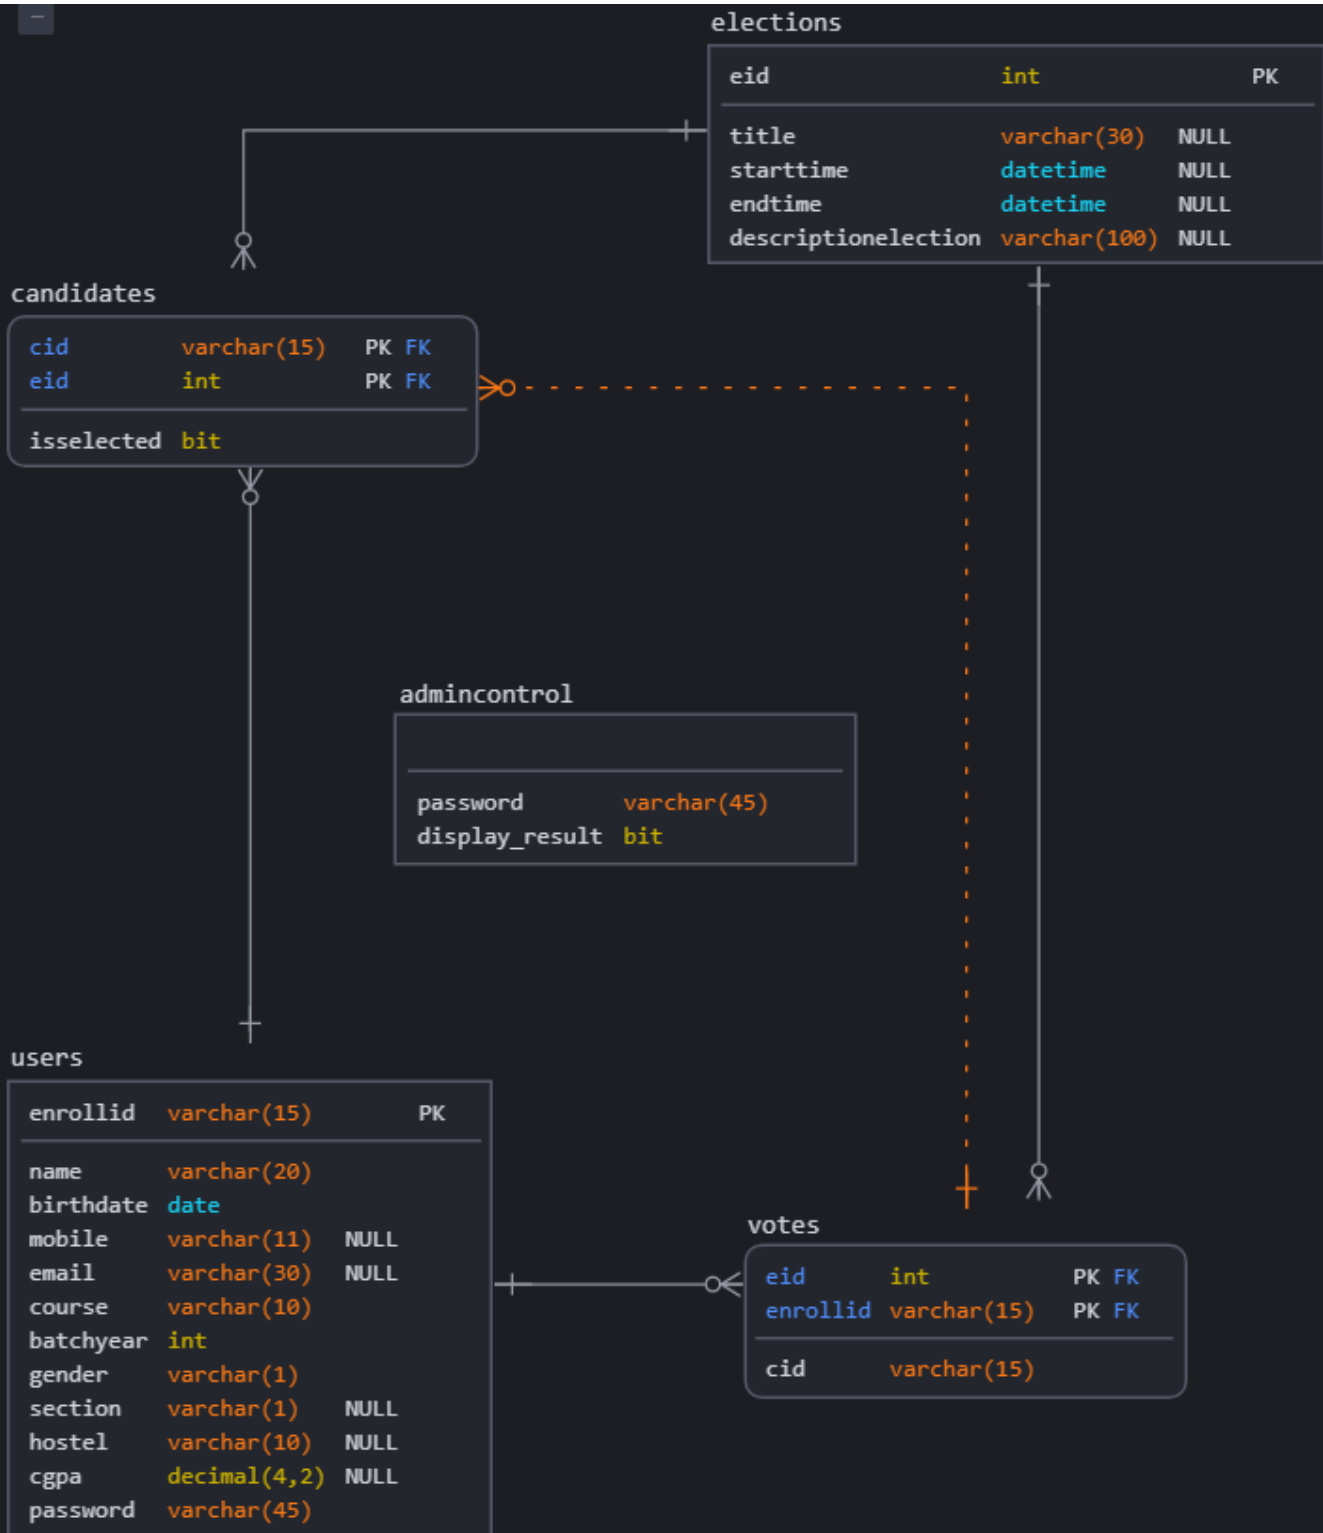 elections
eid int PK
title varchar(30) NULL
starttime datetime NULL
endtime datetime NULL
descriptionelection varchar(100) NULL
candidates
cid varchar(15) PK FK
eid int PK FK
isselected bit
admincontrol
password varchar(45)
display_result bit
users
enrollid varchar(15) PK
name varchar(20)
birthdate date
mobile varchar(11) NULL
email varchar(30) NULL
course varchar(10)
batchyear int
gender varchar(1)
section varchar(1) NULL
hostel varchar(10) NULL
cgpa decimal(4,2) NULL
password varchar(45)
votes
eid int PK FK
enrollid varchar(15) PK FK
cid varchar(15)